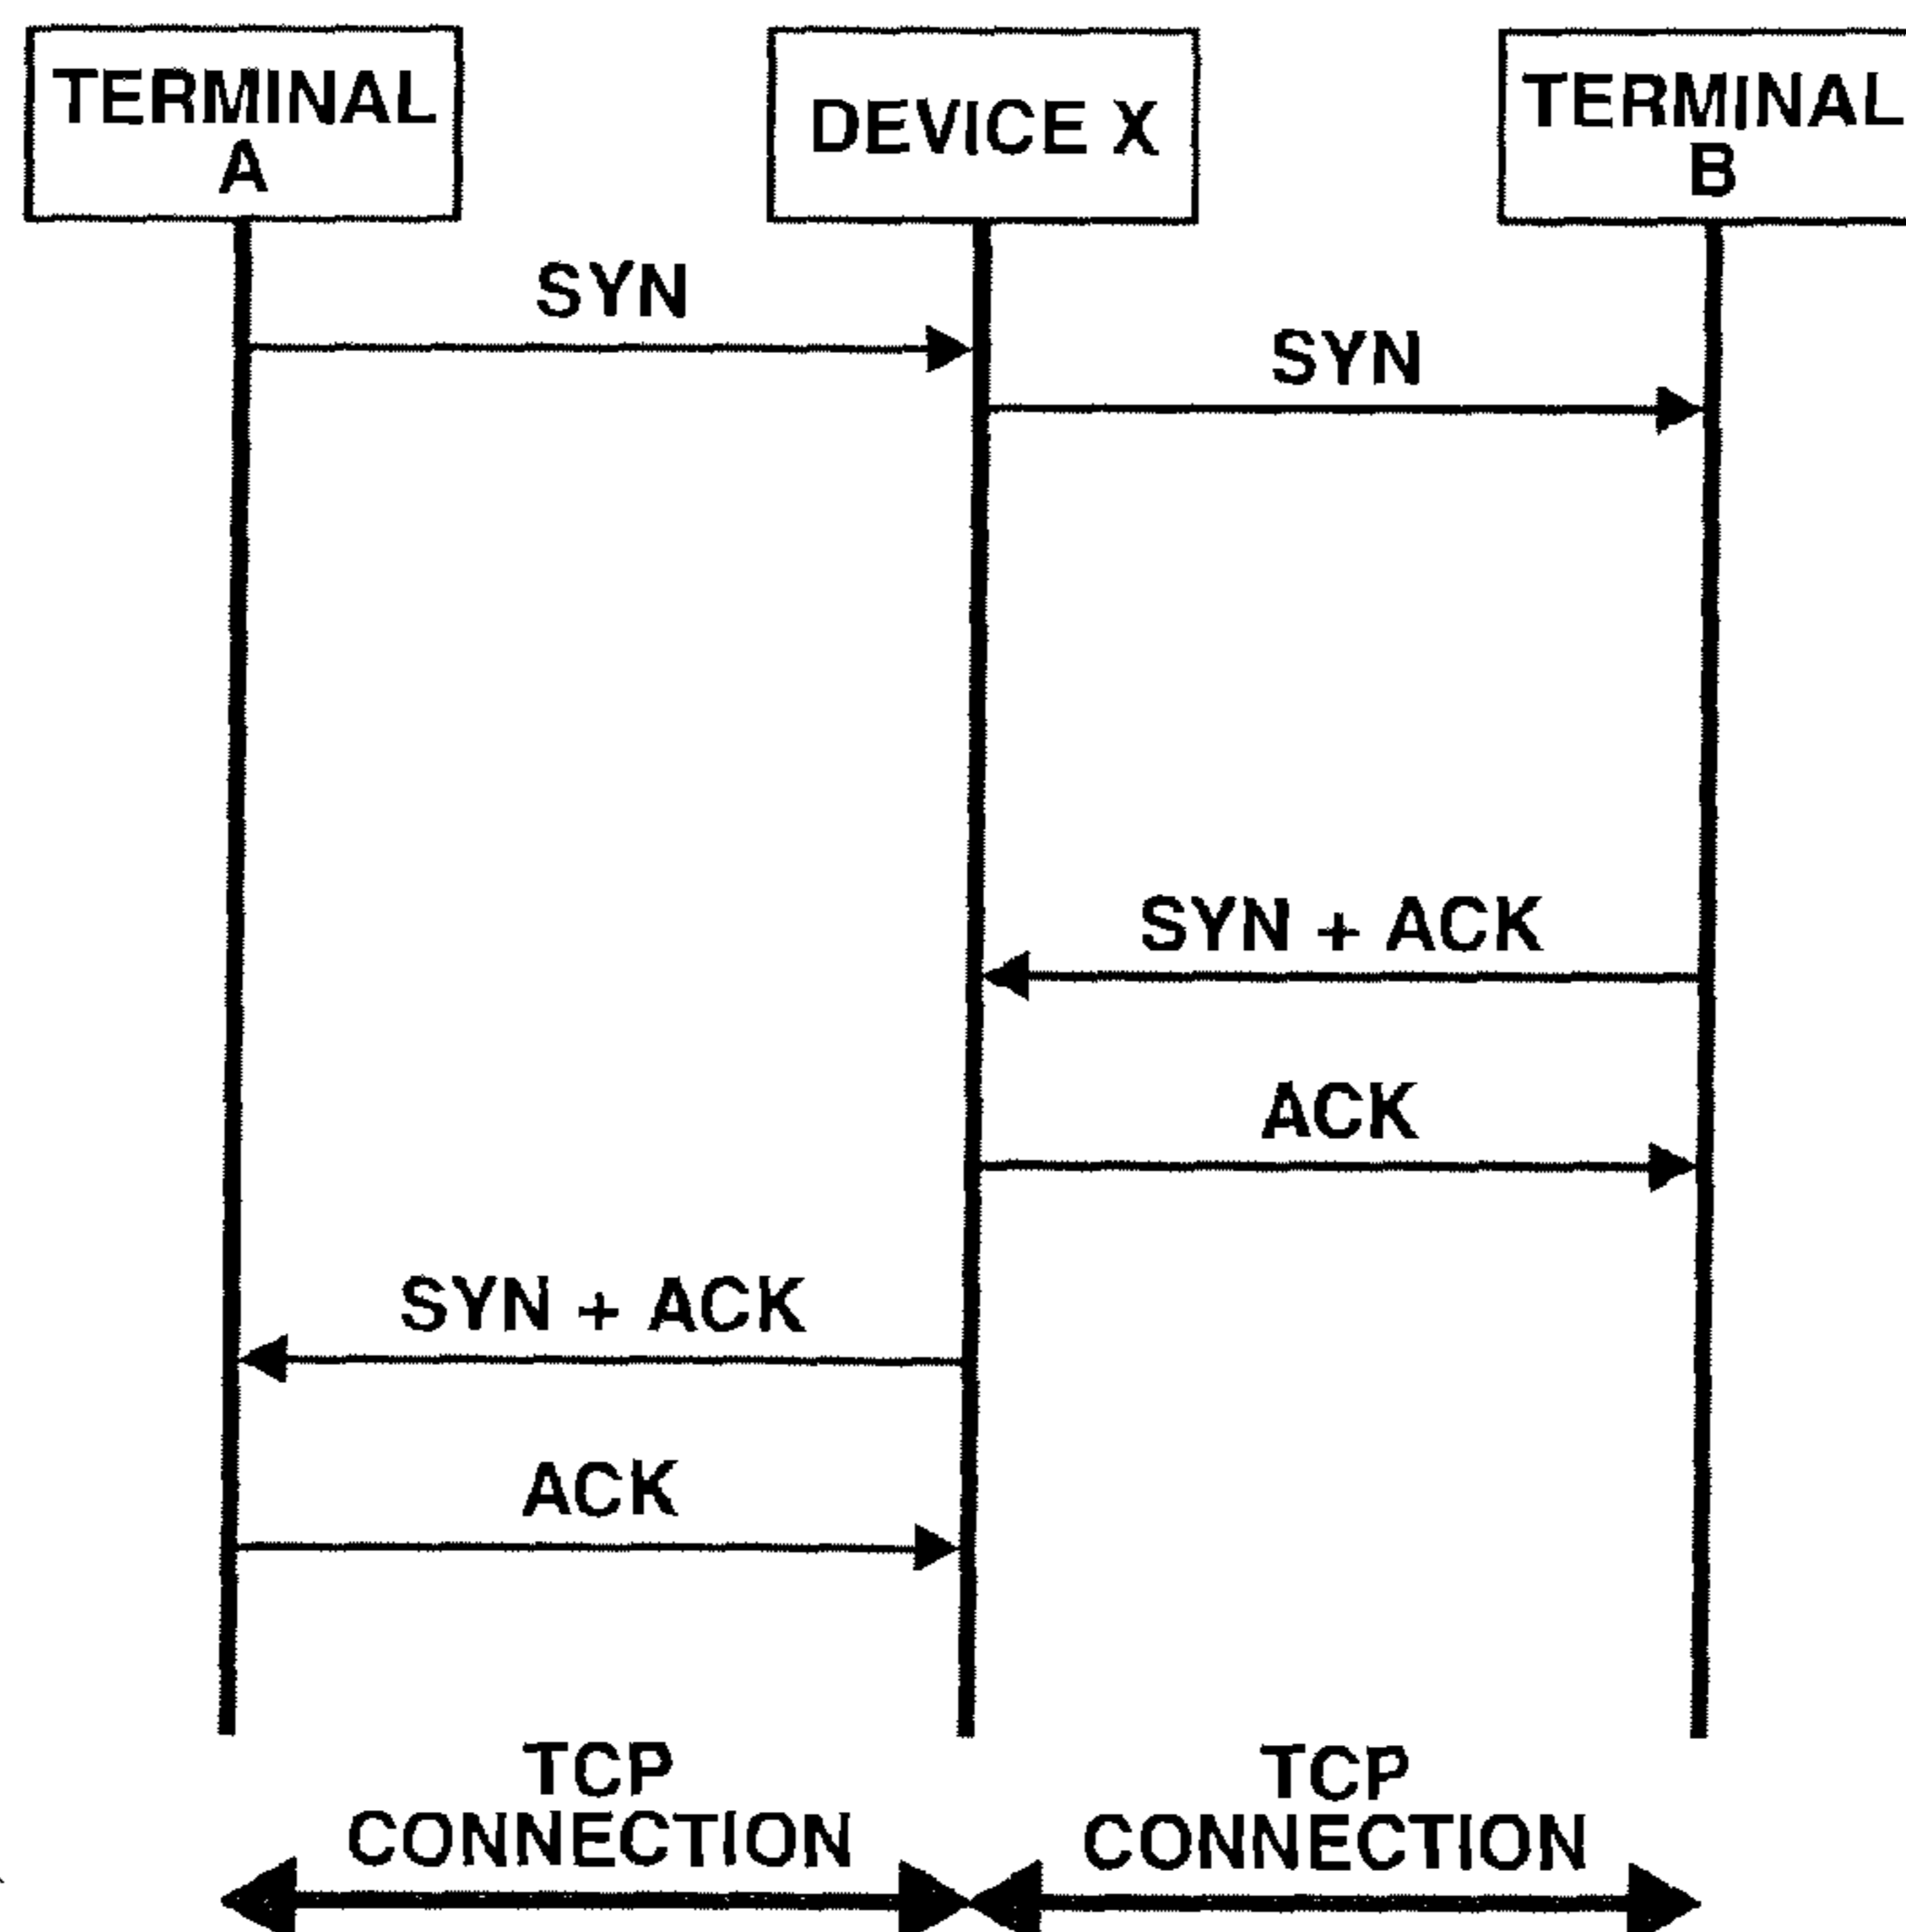 TERMINAL
A
DEVICE X
TERMINAL
B
SYN
SYN
SYN + ACK
ACK
SYN + ACK
ACK
TCP
CONNECTION
TCP
CONNECTION